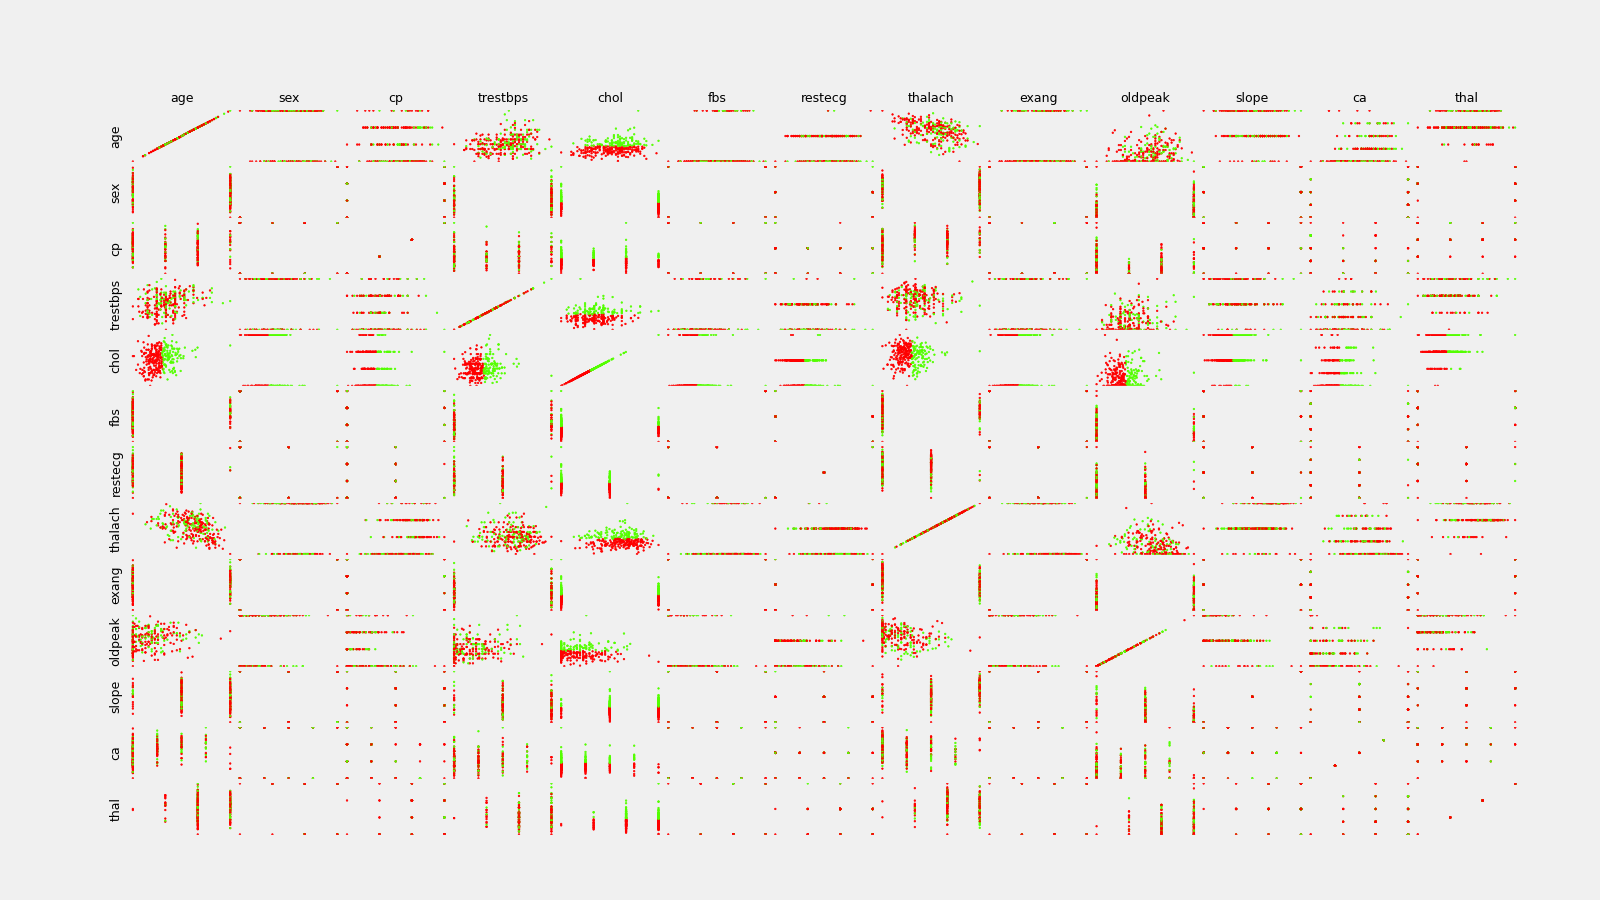 age sex cp trestbps chol fbs restecg thalach exang oldpeak slope ca thal
age
sex
cp
trestbps
chol
fbs
restecg
thalach
exang
oldpeak
slope
ca
thal